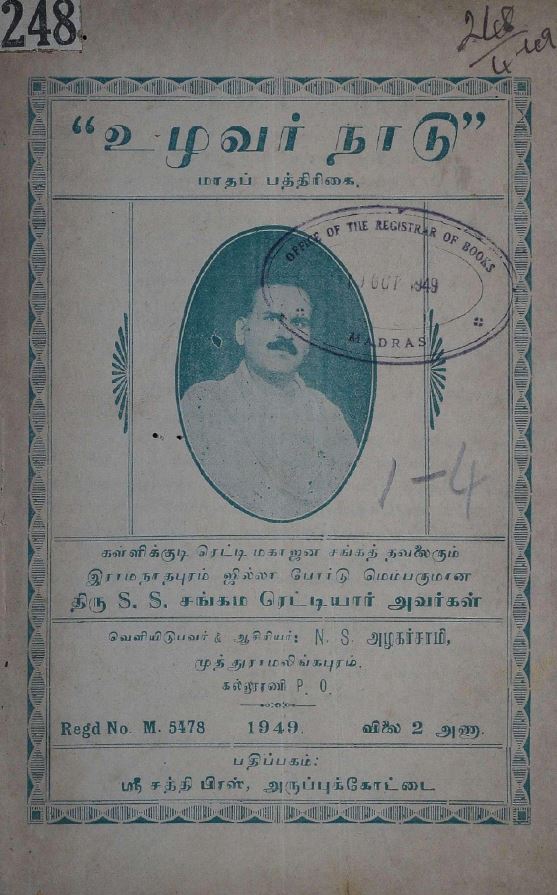 248.
"உழவர் நாடு"
மாதப் பத்திரிகை.
OFFICE OF THE REGISTRAR OF BOOKS
OCT 1949
MADRAS
1-4
கள்ளிக்குடி ரெட்டி மகாஜன சங்கத் தலைவரும்
இராமநாதபுரம் ஜில்லா போர்டு மெம்பருமான
திரு S. S. சங்கம ரெட்டியார் அவர்கள்
வெளியிடுபவர் & ஆசிரியர்: N. S. அழகர்சாமி,
முத்துராமலிங்கபுரம்.
கல்லூரணி P. O.
Regd No. M. 5478 1949. விலை 2 அணா.
பதிப்பகம்:
ஸ்ரீ சத்தி பிரஸ், அருப்புக்கோட்டை